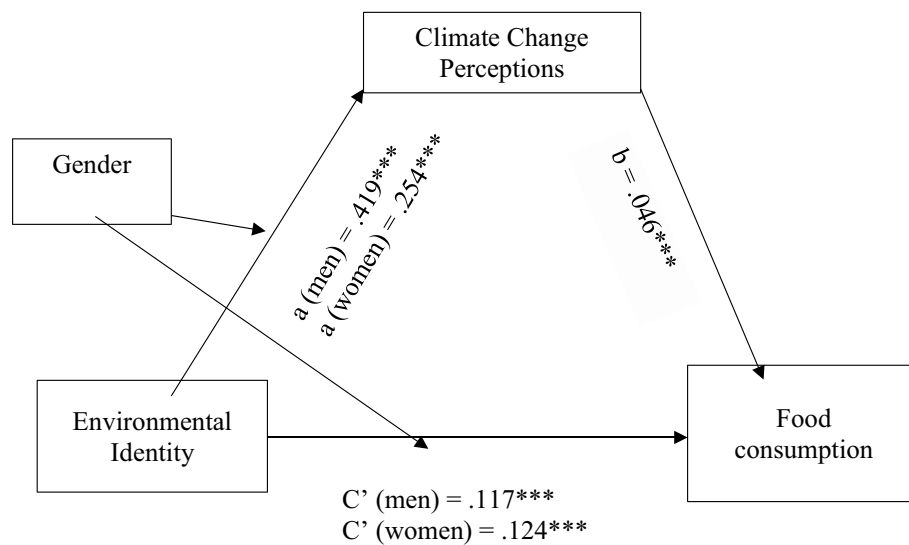 Climate Change
Perceptions
Gender
a (men) = .419***
a (women) = .254***
b = .046***
Environmental
Identity
Food
consumption
C’ (men) = .117***
C’ (women) = .124***